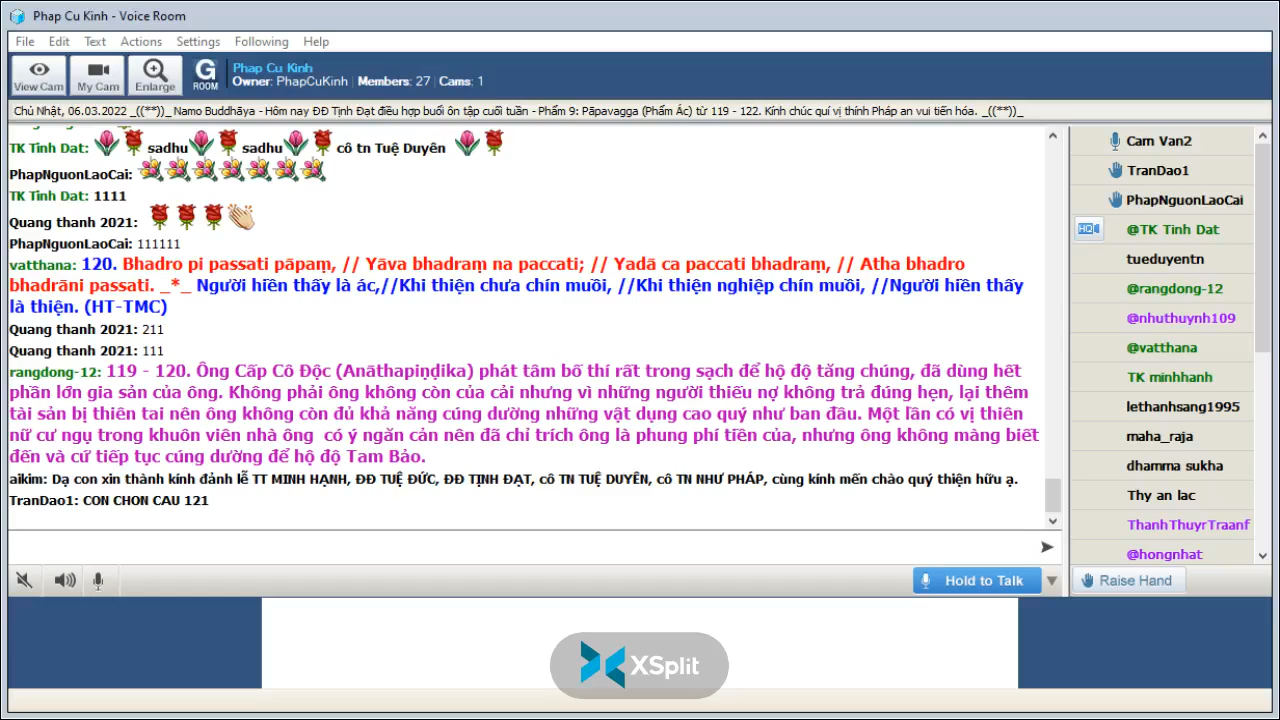 Phap Cu Kinh - Voice Room
File Edit Text Actions Settings Following Help
View Cam My Cam Enlarge G ROOM
Phap Cu Kinh
Owner: PhapCuKinh | Members: 27 | Cams: 1
Chủ Nhật, 06.03.2022 _((**))_ Namo Buddhāya - Hôm nay ĐĐ Tịnh Đạt điều hợp buổi ôn tập cuối tuần - Phẩm 9: Pāpavagga (Phẩm Ác) từ 119 - 122. Kính chúc quí vị thính Pháp an vui tiến hóa. _((**))_
TK Tinh Dat: sadhu sadhu cô tn Tuệ Duyên
PhapNguonLaoCai:
TK Tinh Dat: 1111
Quang thanh 2021:
PhapNguonLaoCai: 111111
vatthana: 120. Bhadro pi passati pāpaṃ, // Yāva bhadraṃ na paccati; // Yadā ca paccati bhadraṃ, // Atha bhadro
bhadrāni passati. _*_ Người hiền thấy là ác,//Khi thiện chưa chín muồi, //Khi thiện nghiệp chín muồi, //Người hiền thấy
là thiện. (HT-TMC)
Quang thanh 2021: 211
Quang thanh 2021: 111
rangdong-12: 119 - 120. Ông Cấp Cô Độc (Anāthapiṇḍika) phát tâm bố thí rất trong sạch để hộ độ tăng chúng, đã dùng hết
phần lớn gia sản của ông. Không phải ông không còn của cải nhưng vì những người thiếu nợ không trả đúng hẹn, lại thêm
tài sản bị thiên tai nên ông không còn đủ khả năng cúng dường những vật dụng cao quý như ban đầu. Một lần có vị thiên
nữ cư ngụ trong khuôn viên nhà ông có ý ngăn cản nên đã chỉ trích ông là phung phí tiền của, nhưng ông không màng biết
đến và cứ tiếp tục cúng dường để hộ độ Tam Bảo.
aikim: Dạ con xin thành kính đảnh lễ TT MINH HẠNH, ĐĐ TUỆ ĐỨC, ĐĐ TỊNH ĐẠT, cô TN TUỆ DUYÊN, cô TN NHƯ PHÁP, cùng kính mến chào quý thiện hữu ạ.
TranDao1: CON CHON CAU 121
Hold to Talk
Cam Van2
TranDao1
PhapNguonLaoCai
HQ @TK Tinh Dat
tueduyentn
@rangdong-12
@nhuthuynh109
@vatthana
TK minhhanh
lethanhsang1995
maha_raja
dhamma sukha
Thy an lac
ThanhThuyrTraanf
@hongnhat
Raise Hand
XSplit